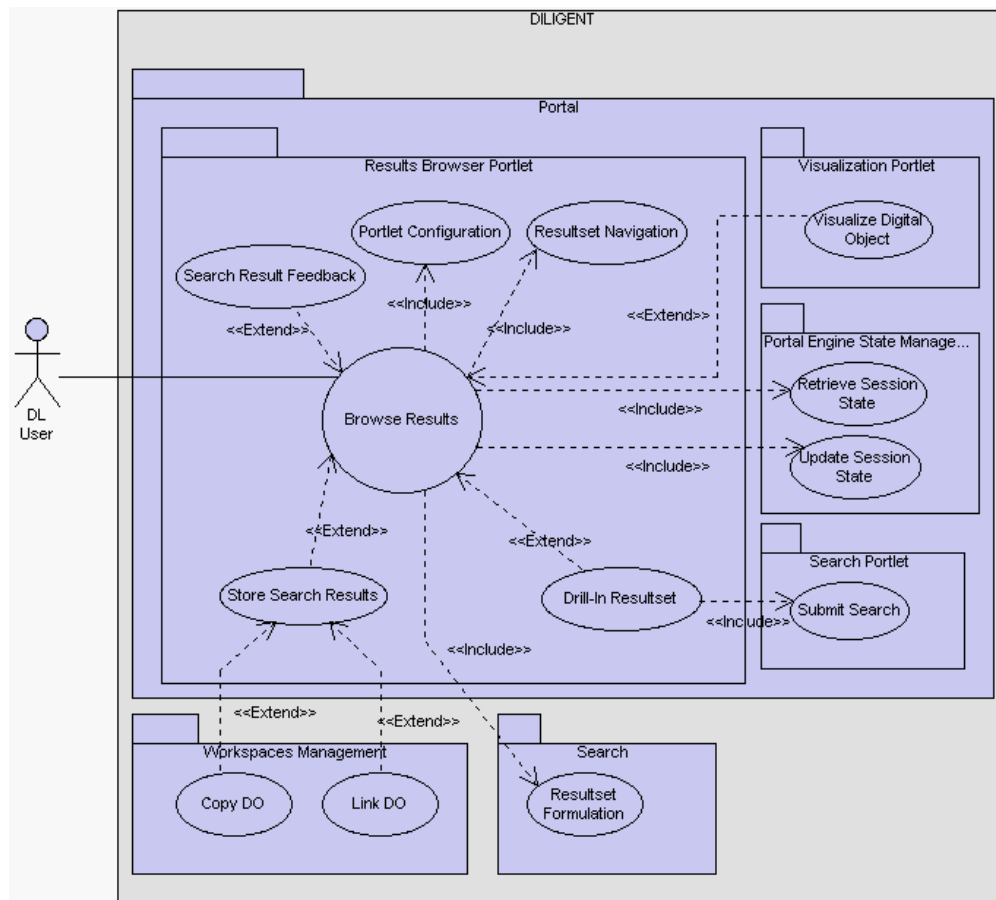 DILIGENT
Portal
Results Browser Portlet
Visualization Portlet
Portlet Configuration
Resultset Navigation
Visualize Digital
Object
Search Result Feedback
<<Include>>
<<Extend>>
<<Extend>>
<<Include>>
Portal Engine State Manage...
Retrieve Session
State
<<Include>>
DL
User
Browse Results
Update Session
State
<<Include>>
<<Extend>>
<<Extend>>
Search Portlet
Store Search Results
Drill-In Resultset
Submit Search
<<Include>>
<<Include>>
<<Extend>>
<<Extend>>
Workspaces Management
Search
Copy DO
Link DO
Resultset
Formulation